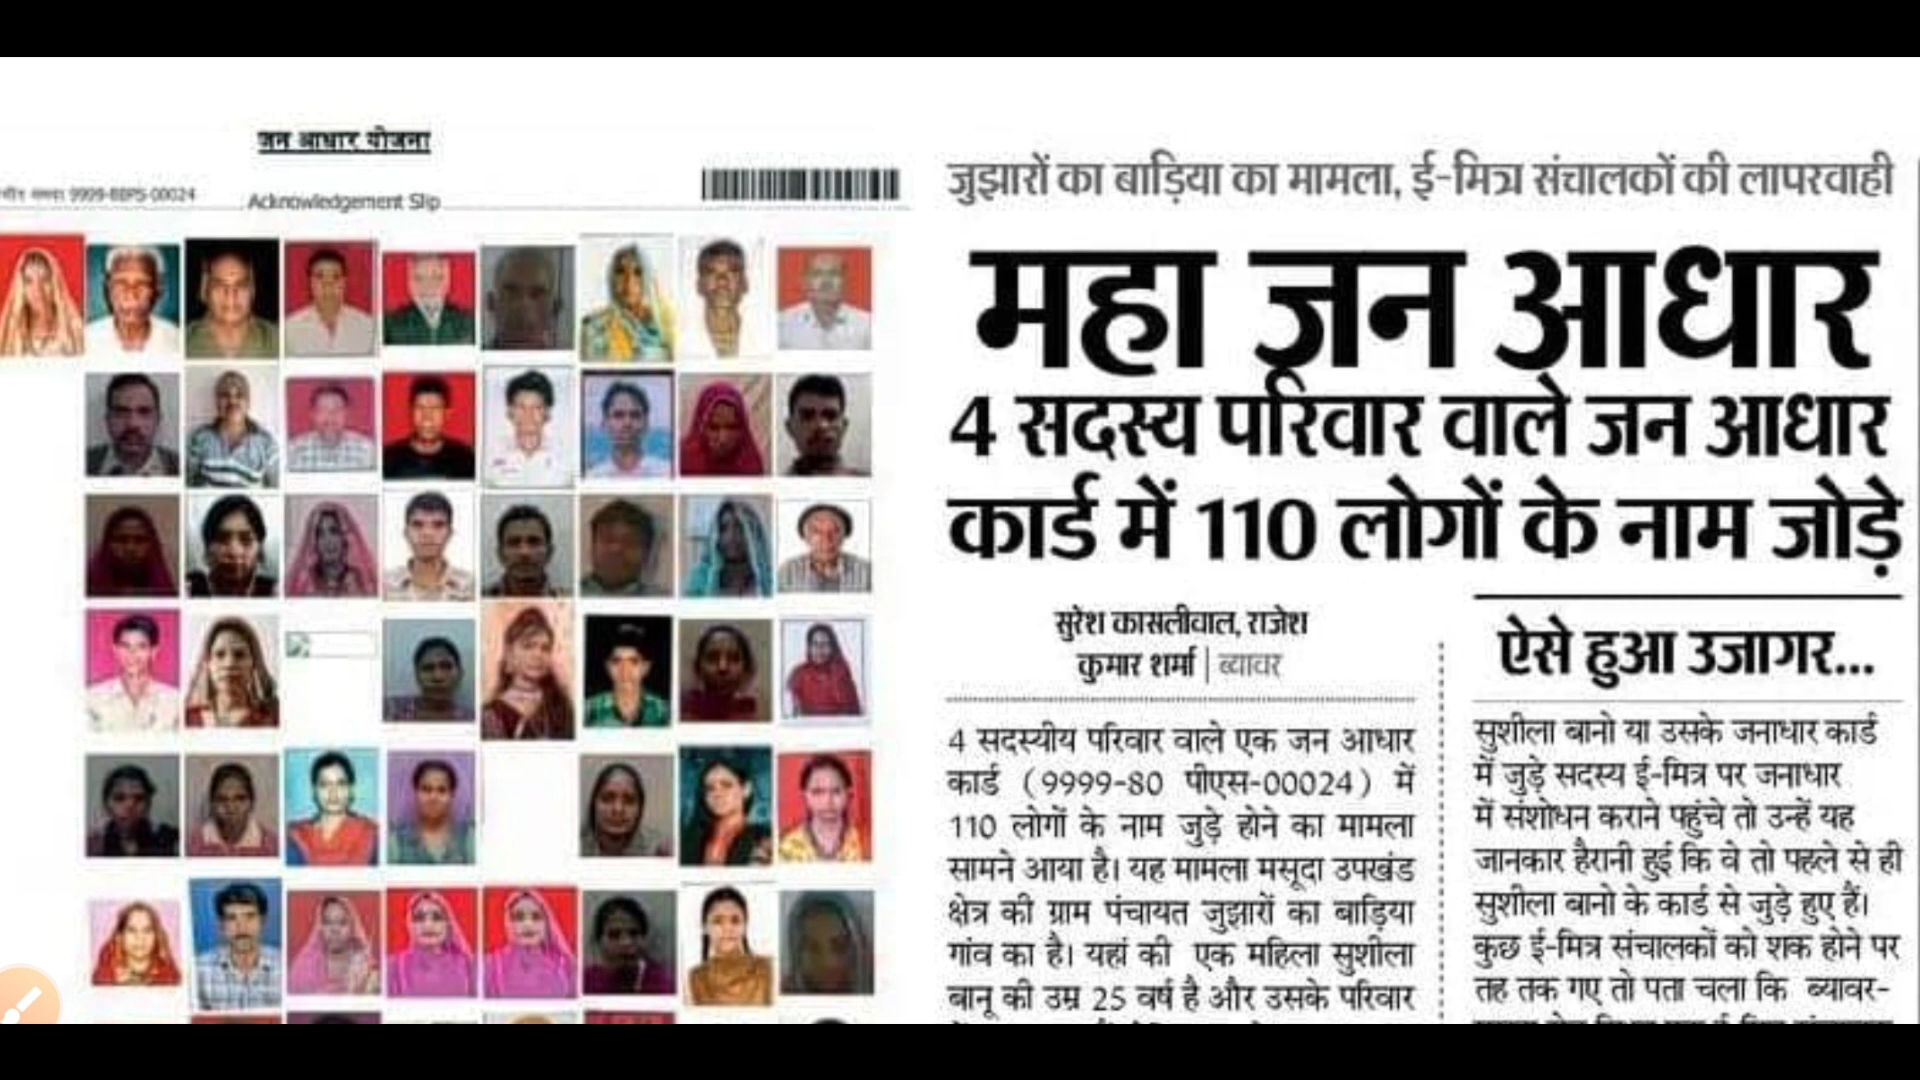 जन आधार योजना
9999-BBPS-00024
Acknowledgement Slip
जुझारों का बाड़िया का मामला, ई-मित्र संचालकों की लापरवाही
महा जन आधार
4 सदस्य परिवार वाले जन आधार
कार्ड में 110 लोगों के नाम जोड़े
सुरेश कासलीवाल, राजेश
कुमार शर्मा | ब्यावर
4 सदस्यीय परिवार वाले एक जन आधार
कार्ड (9999-80 पीएस-00024) में
110 लोगों के नाम जुड़े होने का मामला
सामने आया है। यह मामला मसूदा उपखंड
क्षेत्र की ग्राम पंचायत जुझारों का बाड़िया
गांव का है। यहां की एक महिला सुशीला
बानू की उम्र 25 वर्ष है और उसके परिवार
ऐसे हुआ उजागर...
सुशीला बानो या उसके जनाधार कार्ड
में जुड़े सदस्य ई-मित्र पर जनाधार
में संशोधन कराने पहुंचे तो उन्हें यह
जानकार हैरानी हुई कि वे तो पहले से ही
सुशीला बानो के कार्ड से जुड़े हुए हैं।
कुछ ई-मित्र संचालकों को शक होने पर
तह तक गए तो पता चला कि ब्यावर-